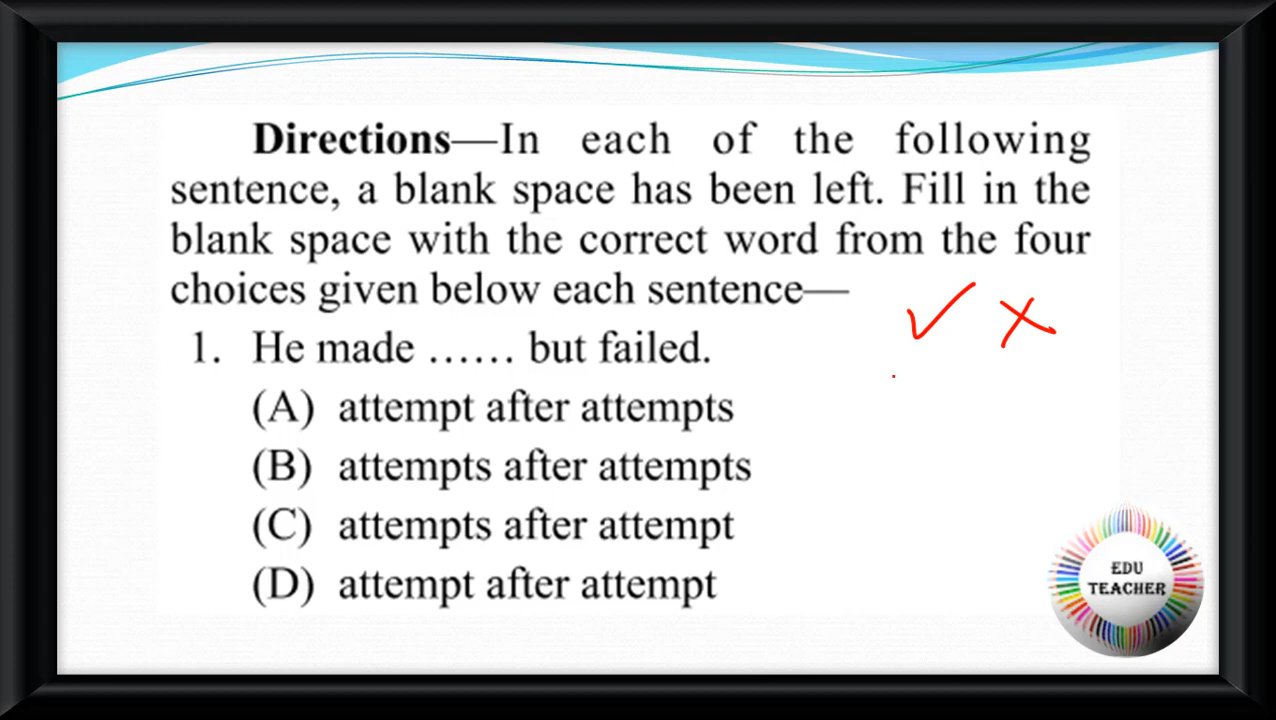 Directions—In each of the following
sentence, a blank space has been left. Fill in the
blank space with the correct word from the four
choices given below each sentence—
1. He made ...... but failed.
(A) attempt after attempts
(B) attempts after attempts
(C) attempts after attempt
(D) attempt after attempt
EDU
TEACHER